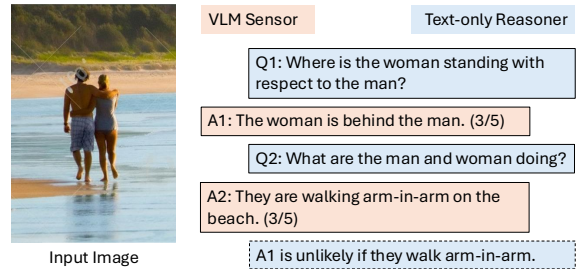 VLM Sensor
Text-only Reasoner
Q1: Where is the woman standing with
respect to the man?
A1: The woman is behind the man. (3/5)
Q2: What are the man and woman doing?
A2: They are walking arm-in-arm on the
beach. (3/5)
A1 is unlikely if they walk arm-in-arm.
Input Image